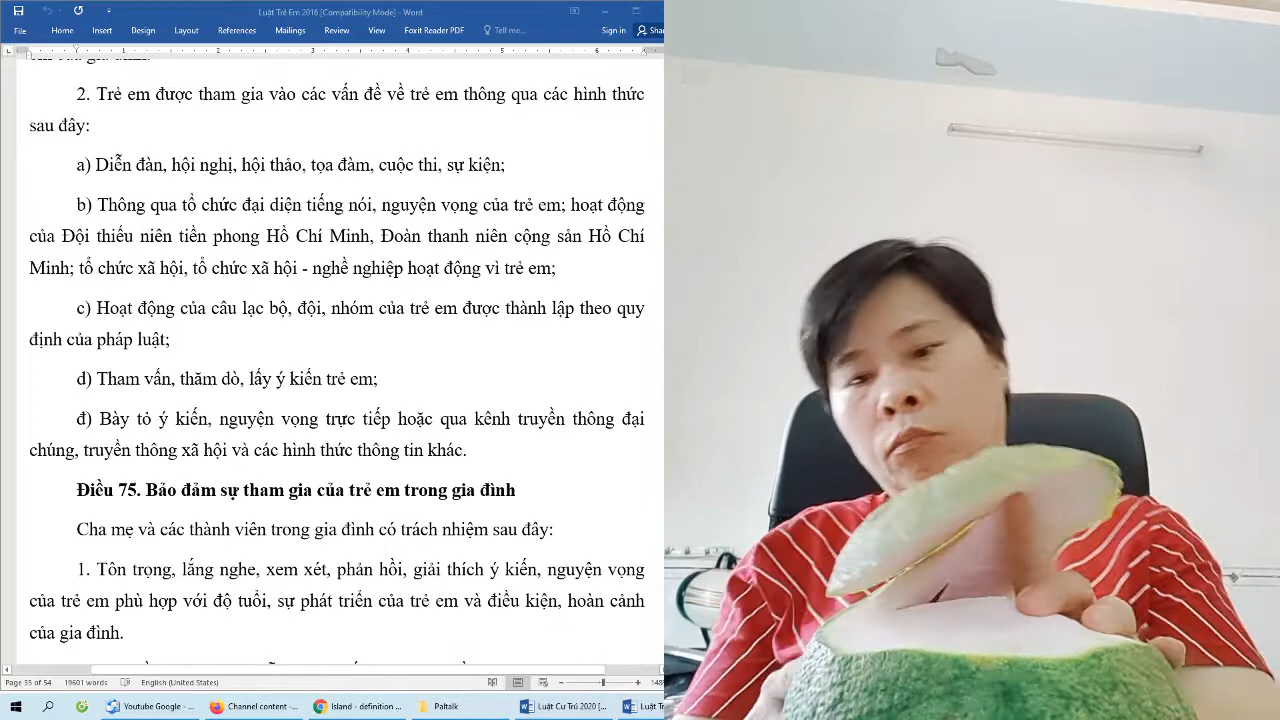 Luật Trẻ Em 2016 [Compatibility Mode] - Word
File Home Insert Design Layout References Mailings Review View Foxit Reader PDF Tell me... Sign in
2. Trẻ em được tham gia vào các vấn đề về trẻ em thông qua các hình thức
sau đây:
a) Diễn đàn, hội nghị, hội thảo, tọa đàm, cuộc thi, sự kiện;
b) Thông qua tổ chức đại diện tiếng nói, nguyện vọng của trẻ em; hoạt động
của Đội thiếu niên tiền phong Hồ Chí Minh, Đoàn thanh niên cộng sản Hồ Chí
Minh; tổ chức xã hội, tổ chức xã hội - nghề nghiệp hoạt động vì trẻ em;
c) Hoạt động của câu lạc bộ, đội, nhóm của trẻ em được thành lập theo quy
định của pháp luật;
d) Tham vấn, thăm dò, lấy ý kiến trẻ em;
đ) Bày tỏ ý kiến, nguyện vọng trực tiếp hoặc qua kênh truyền thông đại
chúng, truyền thông xã hội và các hình thức thông tin khác.
Điều 75. Bảo đảm sự tham gia của trẻ em trong gia đình
Cha mẹ và các thành viên trong gia đình có trách nhiệm sau đây:
1. Tôn trọng, lắng nghe, xem xét, phản hồi, giải thích ý kiến, nguyện vọng
của trẻ em phù hợp với độ tuổi, sự phát triển của trẻ em và điều kiện, hoàn cảnh
của gia đình.
Page 35 of 54 19601 words English (United States)
Youtube Google - ... Channel content - ... Island - definition ... Paltalk Luật Cư Trú 2020 [...